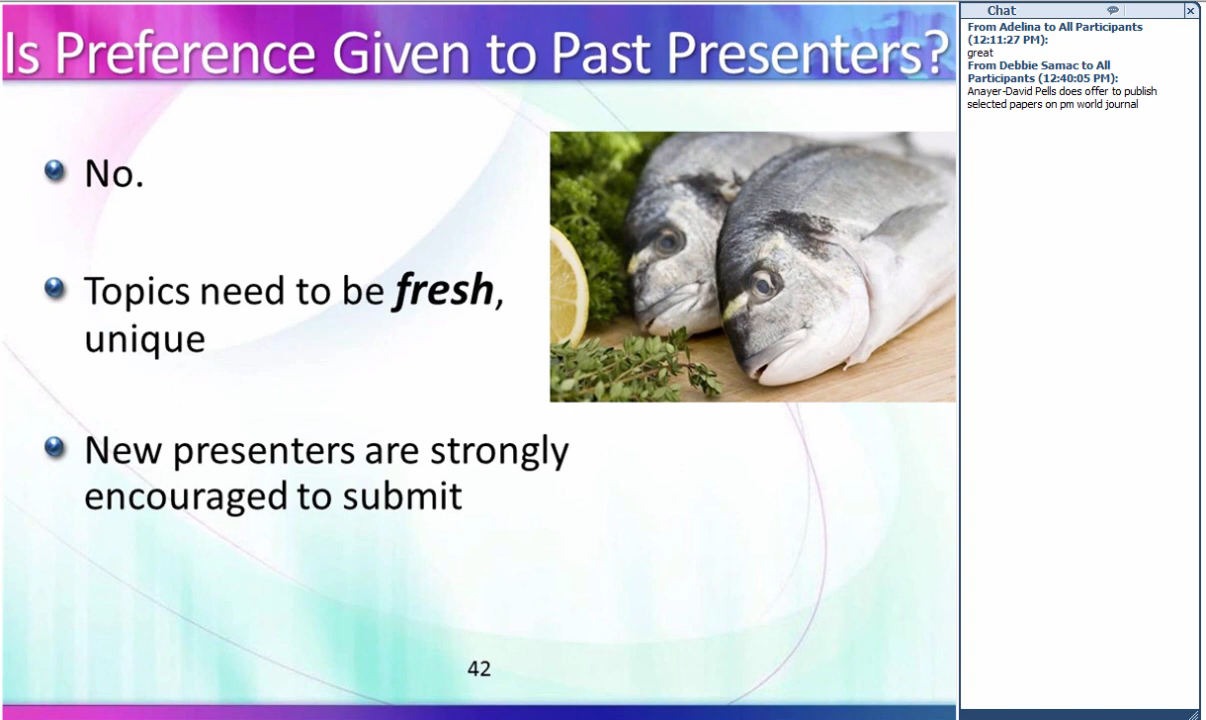 Is Preference Given to Past Presenters?
No.
Topics need to be fresh,
unique
New presenters are strongly
encouraged to submit
42
Chat
From Adelina to All Participants
(12:11:27 PM):
great
From Debbie Samac to All
Participants (12:40:05 PM):
Anayer-David Pells does offer to publish
selected papers on pm world journal